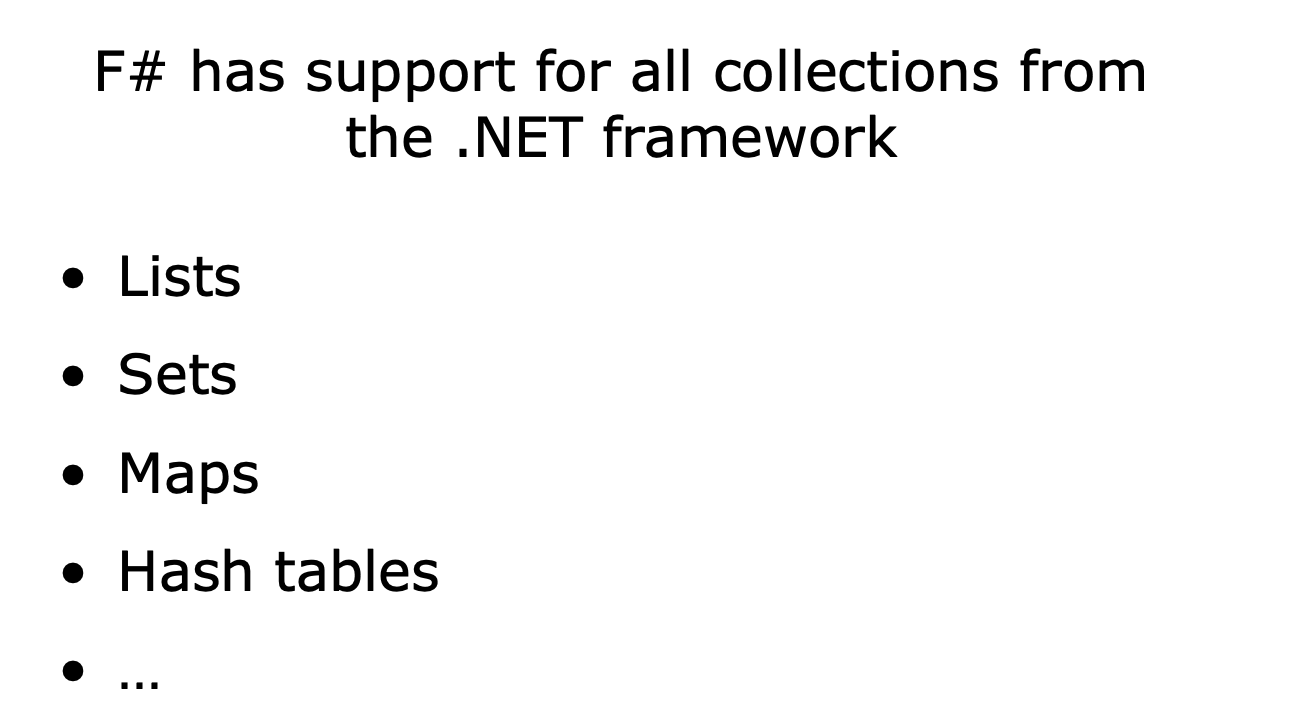 F# has support for all collections from
the .NET framework
• Lists
• Sets
• Maps
• Hash tables
• ...